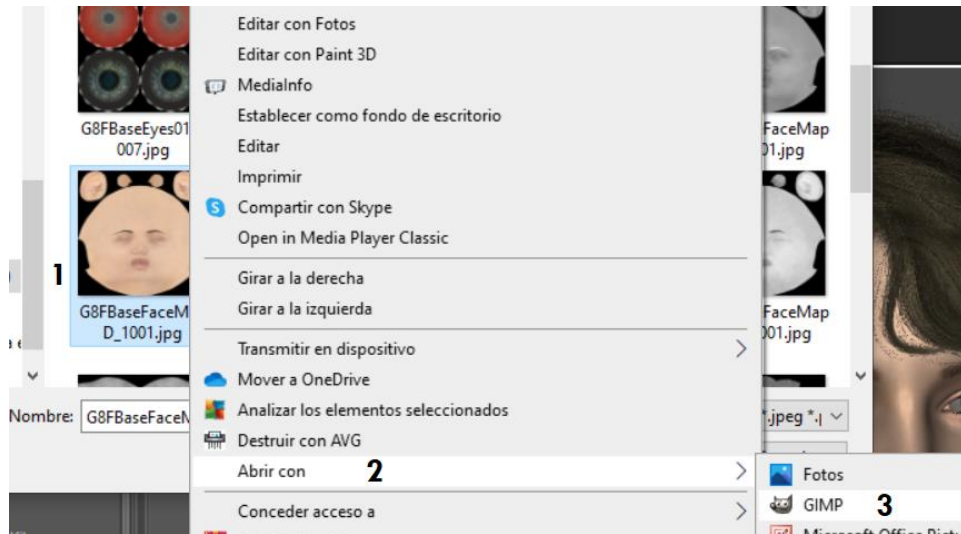 Editar con Fotos
Editar con Paint 3D
MediaInfo
Establecer como fondo de escritorio
Editar
Imprimir
Compartir con Skype
Open in Media Player Classic
Girar a la derecha
Girar a la izquierda
Transmitir en dispositivo
Mover a OneDrive
Analizar los elementos seleccionados
Destruir con AVG
Abrir con 2
Conceder acceso a
G8FBaseEyes01
007.jpg
1
G8FBaseFaceM
D_1001.jpg
Nombre: G8FBaseFaceM
FaceMap
01.jpg
FaceMap
001.jpg
*.jpeg
Fotos
GIMP 3
Microsoft Office